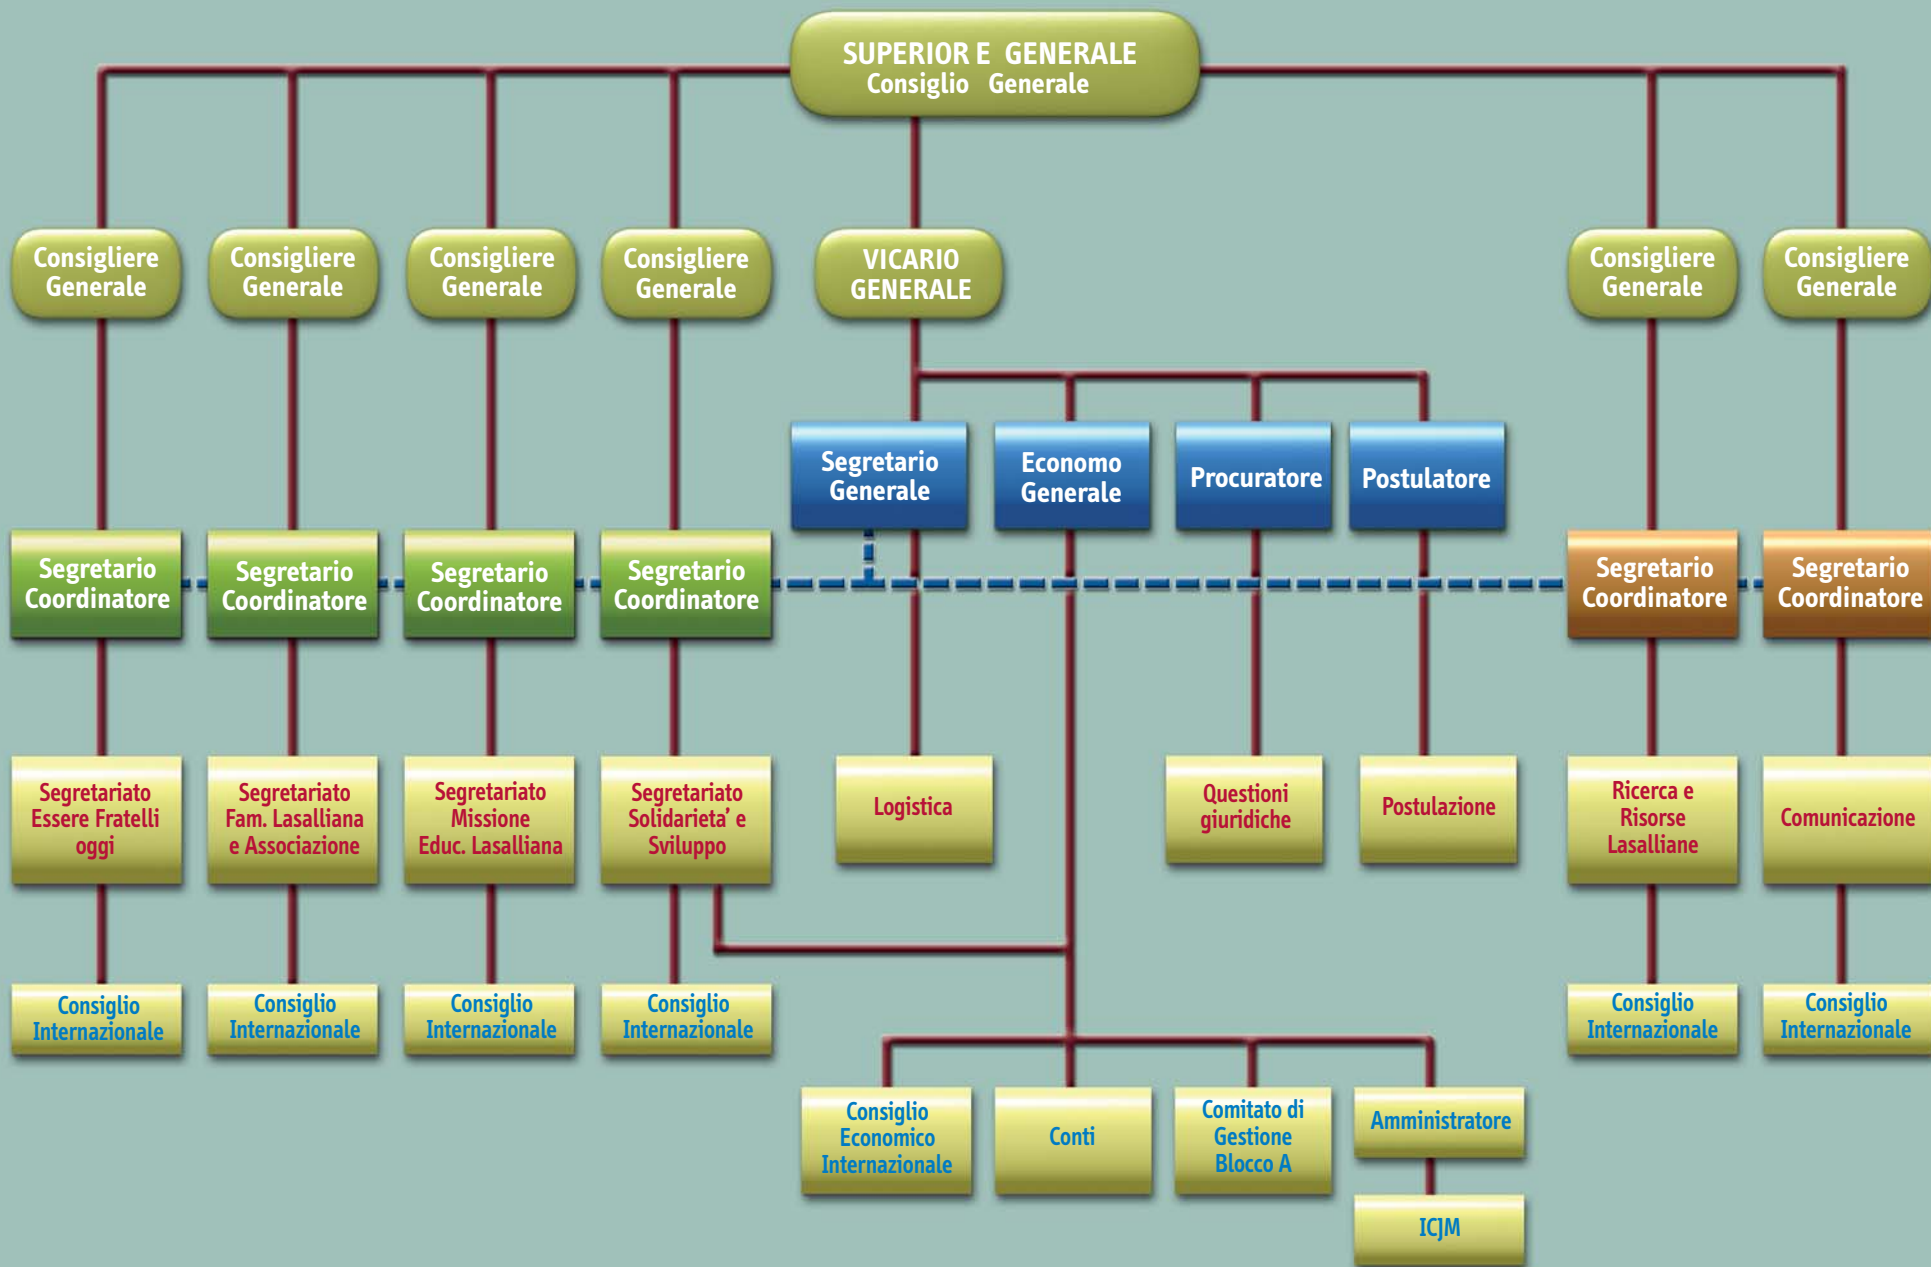 SUPERIOR E GENERALE
Consiglio Generale
Consigliere
Generale
Consigliere
Generale
Consigliere
Generale
Consigliere
Generale
VICARIO
GENERALE
Consigliere
Generale
Consigliere
Generale
Segretario
Generale
Economo
Generale
Procuratore
Postulatore
Segretario
Coordinatore
Segretario
Coordinatore
Segretario
Coordinatore
Segretario
Coordinatore
Segretario
Coordinatore
Segretario
Coordinatore
Segretariato
Essere Fratelli
oggi
Segretariato
Fam. Lasalliana
e Associazione
Segretariato
Missione
Educ. Lasalliana
Segretariato
Solidarieta' e
Sviluppo
Logistica
Questioni
giuridiche
Postulazione
Ricerca e
Risorse
Lasalliane
Comunicazione
Consiglio
Internazionale
Consiglio
Internazionale
Consiglio
Internazionale
Consiglio
Internazionale
Consiglio
Internazionale
Consiglio
Internazionale
Consiglio
Economico
Internazionale
Conti
Comitato di
Gestione
Blocco A
Amministratore
ICJM